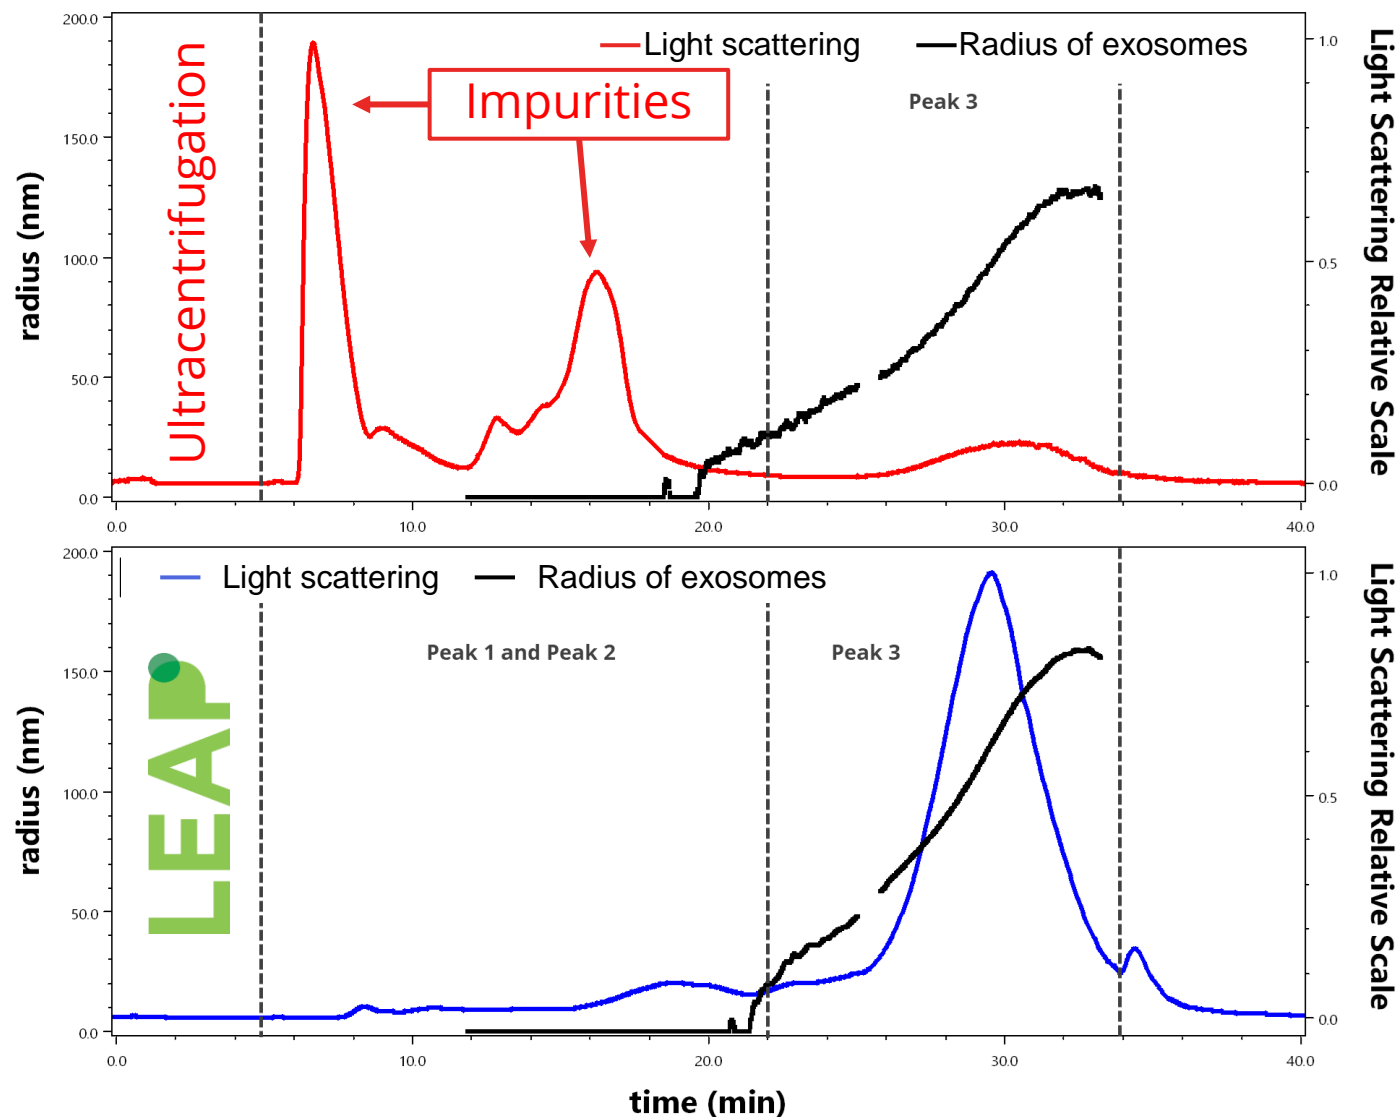 Light scattering
Radius of exosomes
Ultracentrifugation
Impurities
Peak 3
radius (nm)
Light Scattering Relative Scale
200.0
150.0
100.0
50.0
0.0
1.0
0.5
0.0
0.0
10.0
20.0
30.0
40.0
Light scattering
Radius of exosomes
LEAP
Peak 1 and Peak 2
Peak 3
radius (nm)
Light Scattering Relative Scale
200.0
150.0
100.0
50.0
0.0
1.0
0.5
0.0
0.0
10.0
20.0
30.0
40.0
time (min)